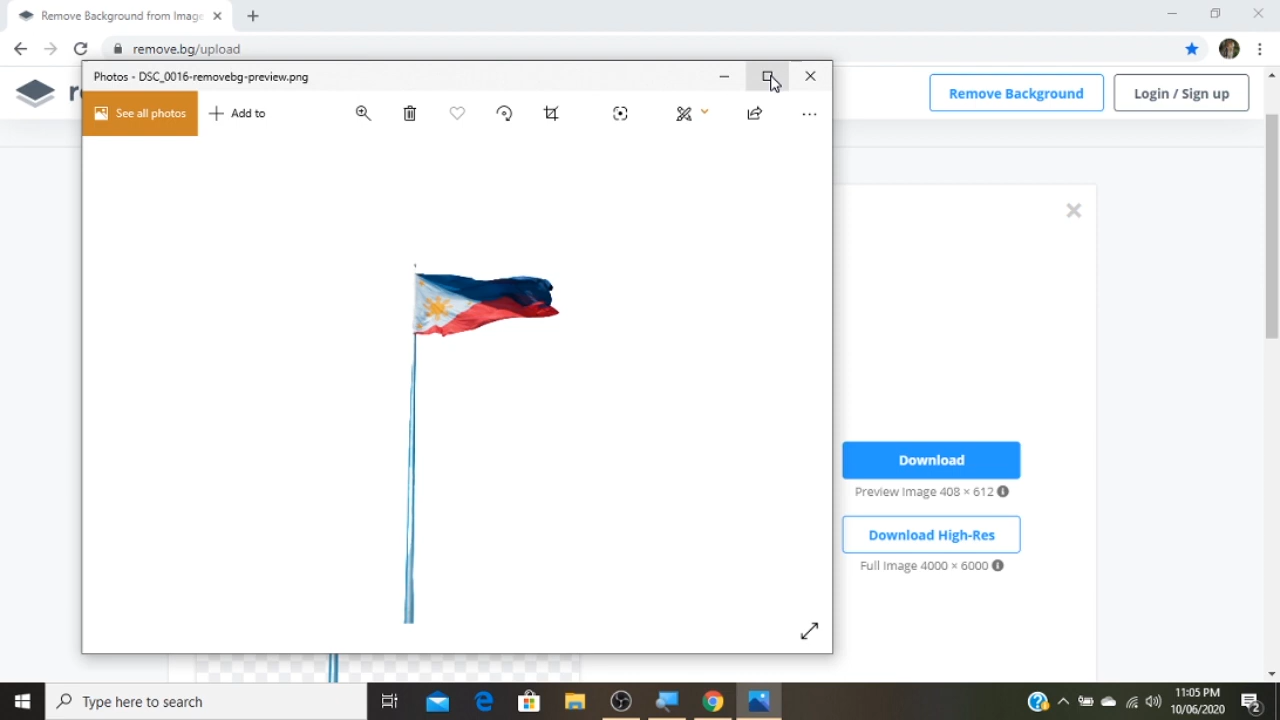 Remove Background from Image
remove.bg/upload
Photos - DSC_0016-removebg-preview.png
See all photos
Add to
Remove Background
Login / Sign up
Download
Preview Image 408 × 612
Download High-Res
Full Image 4000 × 6000
Type here to search
11:05 PM
10/06/2020
2